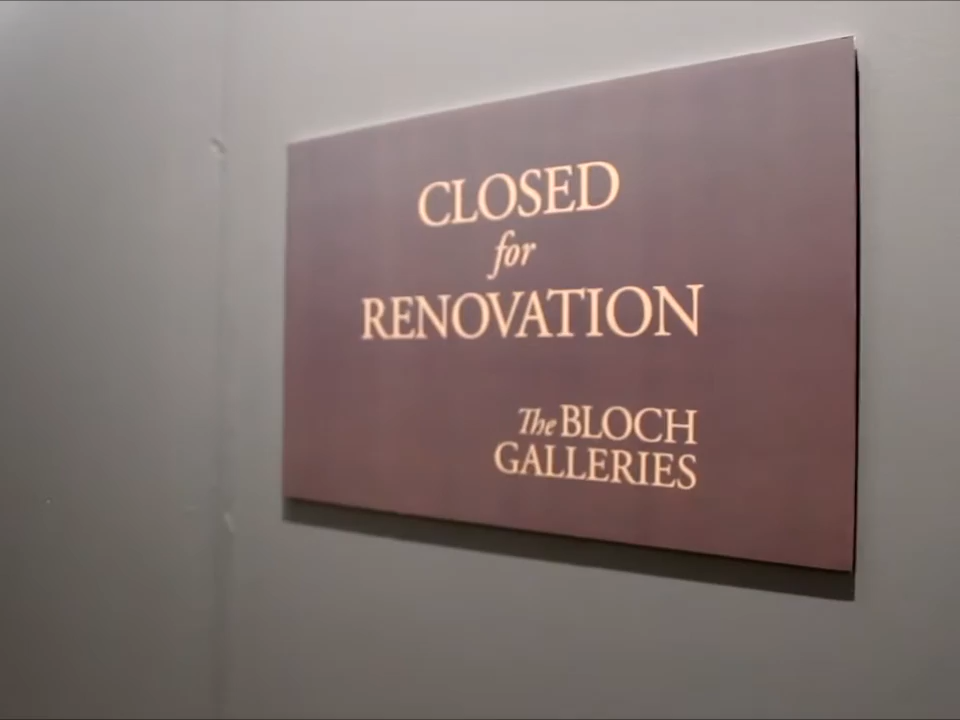 CLOSED
for
RENOVATION
The BLOCH
GALLERIES